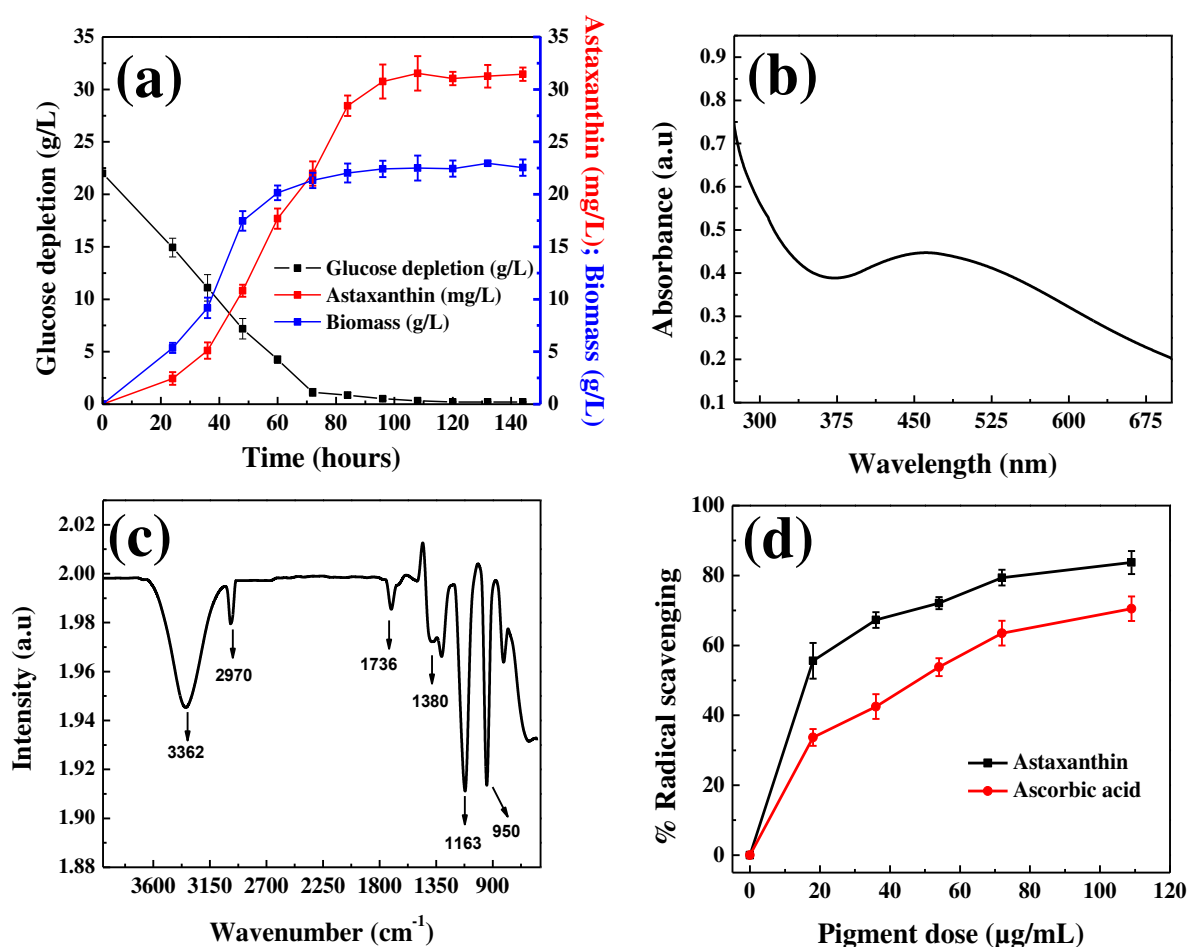 (a)
Glucose depletion (g/L)
35
30
25
20
15
10
5
0
0 20 40 60 80 100 120 140
Time (hours)
35
30
25
20
15
10
5
0
Astaxanthin (mg/L); Biomass (g/L)
Glucose depletion (g/L)
Astaxanthin (mg/L)
Biomass (g/L)
(b)
Absorbance (a.u)
0.9
0.8
0.7
0.6
0.5
0.4
0.3
0.2
0.1
300 375 450 525 600 675
Wavelength (nm)
(c)
Intensity (a.u)
2.02
2.00
1.98
1.96
1.94
1.92
1.90
1.88
3362
2970
1736
1380
1163
950
3600 3150 2700 2250 1800 1350 900
Wavenumber (cm-1)
(d)
% Radical scavenging
100
80
60
40
20
0
Astaxanthin
Ascorbic acid
0 20 40 60 80 100 120
Pigment dose (µg/mL)